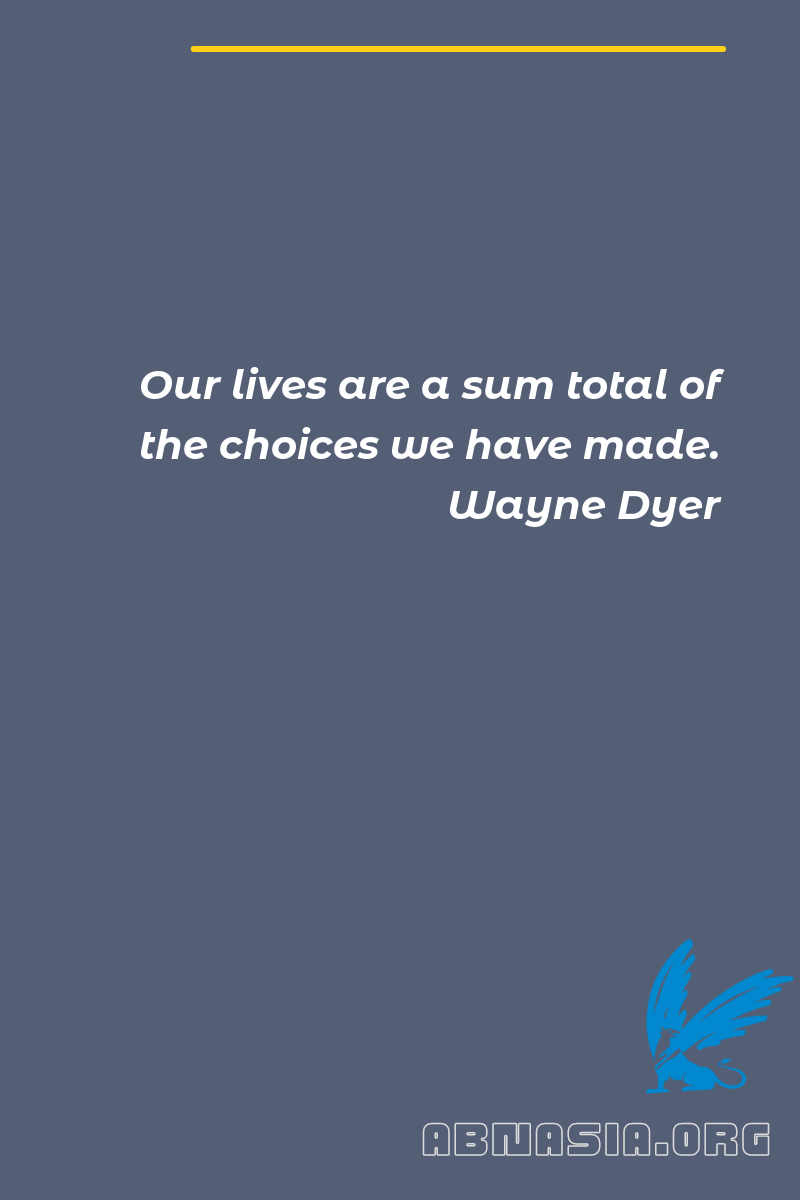 Our lives are a sum total of
the choices we have made.
Wayne Dyer
ABNASIA.ORG